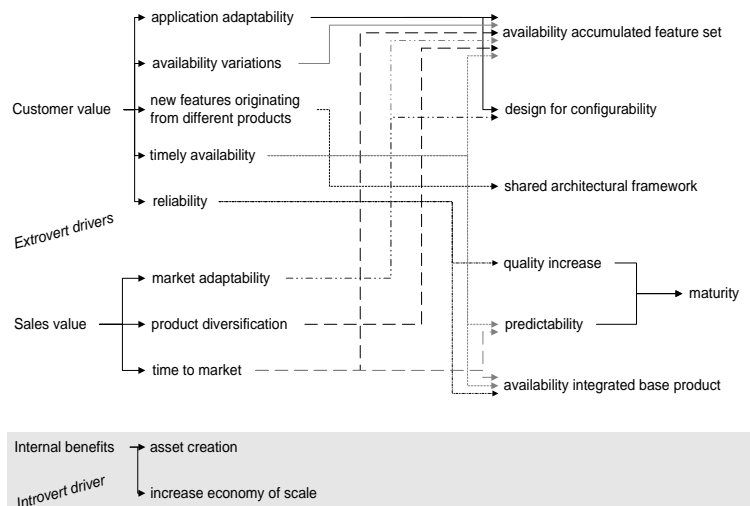 application adaptability
availability accumulated feature set
availability variations
Customer value
new features originating
from different products
design for configurability
timely availability
shared architectural framework
reliability
Extrovert drivers
quality increase
market adaptability
maturity
Sales value
product diversification
predictability
time to market
availability integrated base product
Internal benefits
asset creation
Introvert driver
increase economy of scale